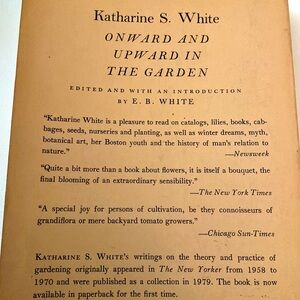 Katharine S. White
ONWARD AND
UPWARD IN
THE GARDEN
EDITED AND WITH AN INTRODUCTION
BY E. B. WHITE
"Katharine White is a pleasure to read on catalogs, lilies, books, cab-
bages, seeds, nurseries and planting, as well as winter dreams, myth,
botanical art, her Boston youth and the history of man's relation to
nature."
—Newsweek
"Quite a bit more than a book about flowers, it is itself a bouquet, the
final blooming of an extraordinary sensibility."
—The New York Times
"A special joy for persons of cultivation, be they connoisseurs of
grandiflora or mere backyard tomato growers."
—Chicago Sun-Times
KATHARINE S. WHITE'S writings on the theory and practice of
gardening originally appeared in The New Yorker from 1958 to
1970 and were published as a collection in 1979. The book is now
available in paperback for the first time.